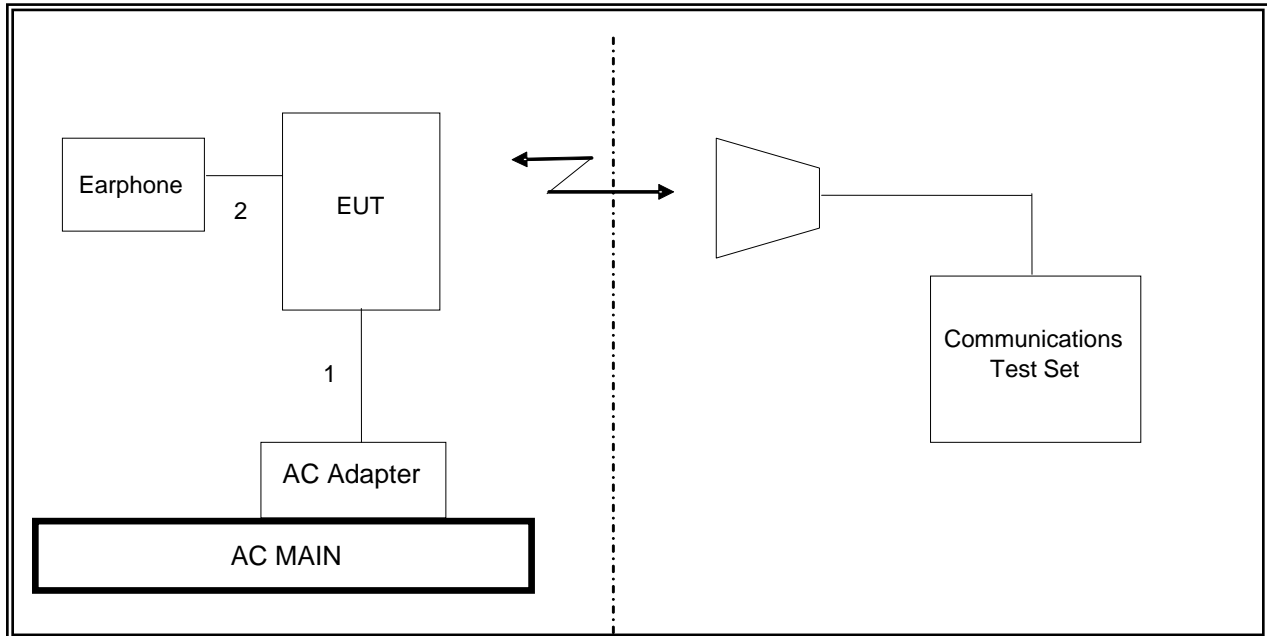 Earphone
2
EUT
1
AC Adapter
AC MAIN
Communications
Test Set